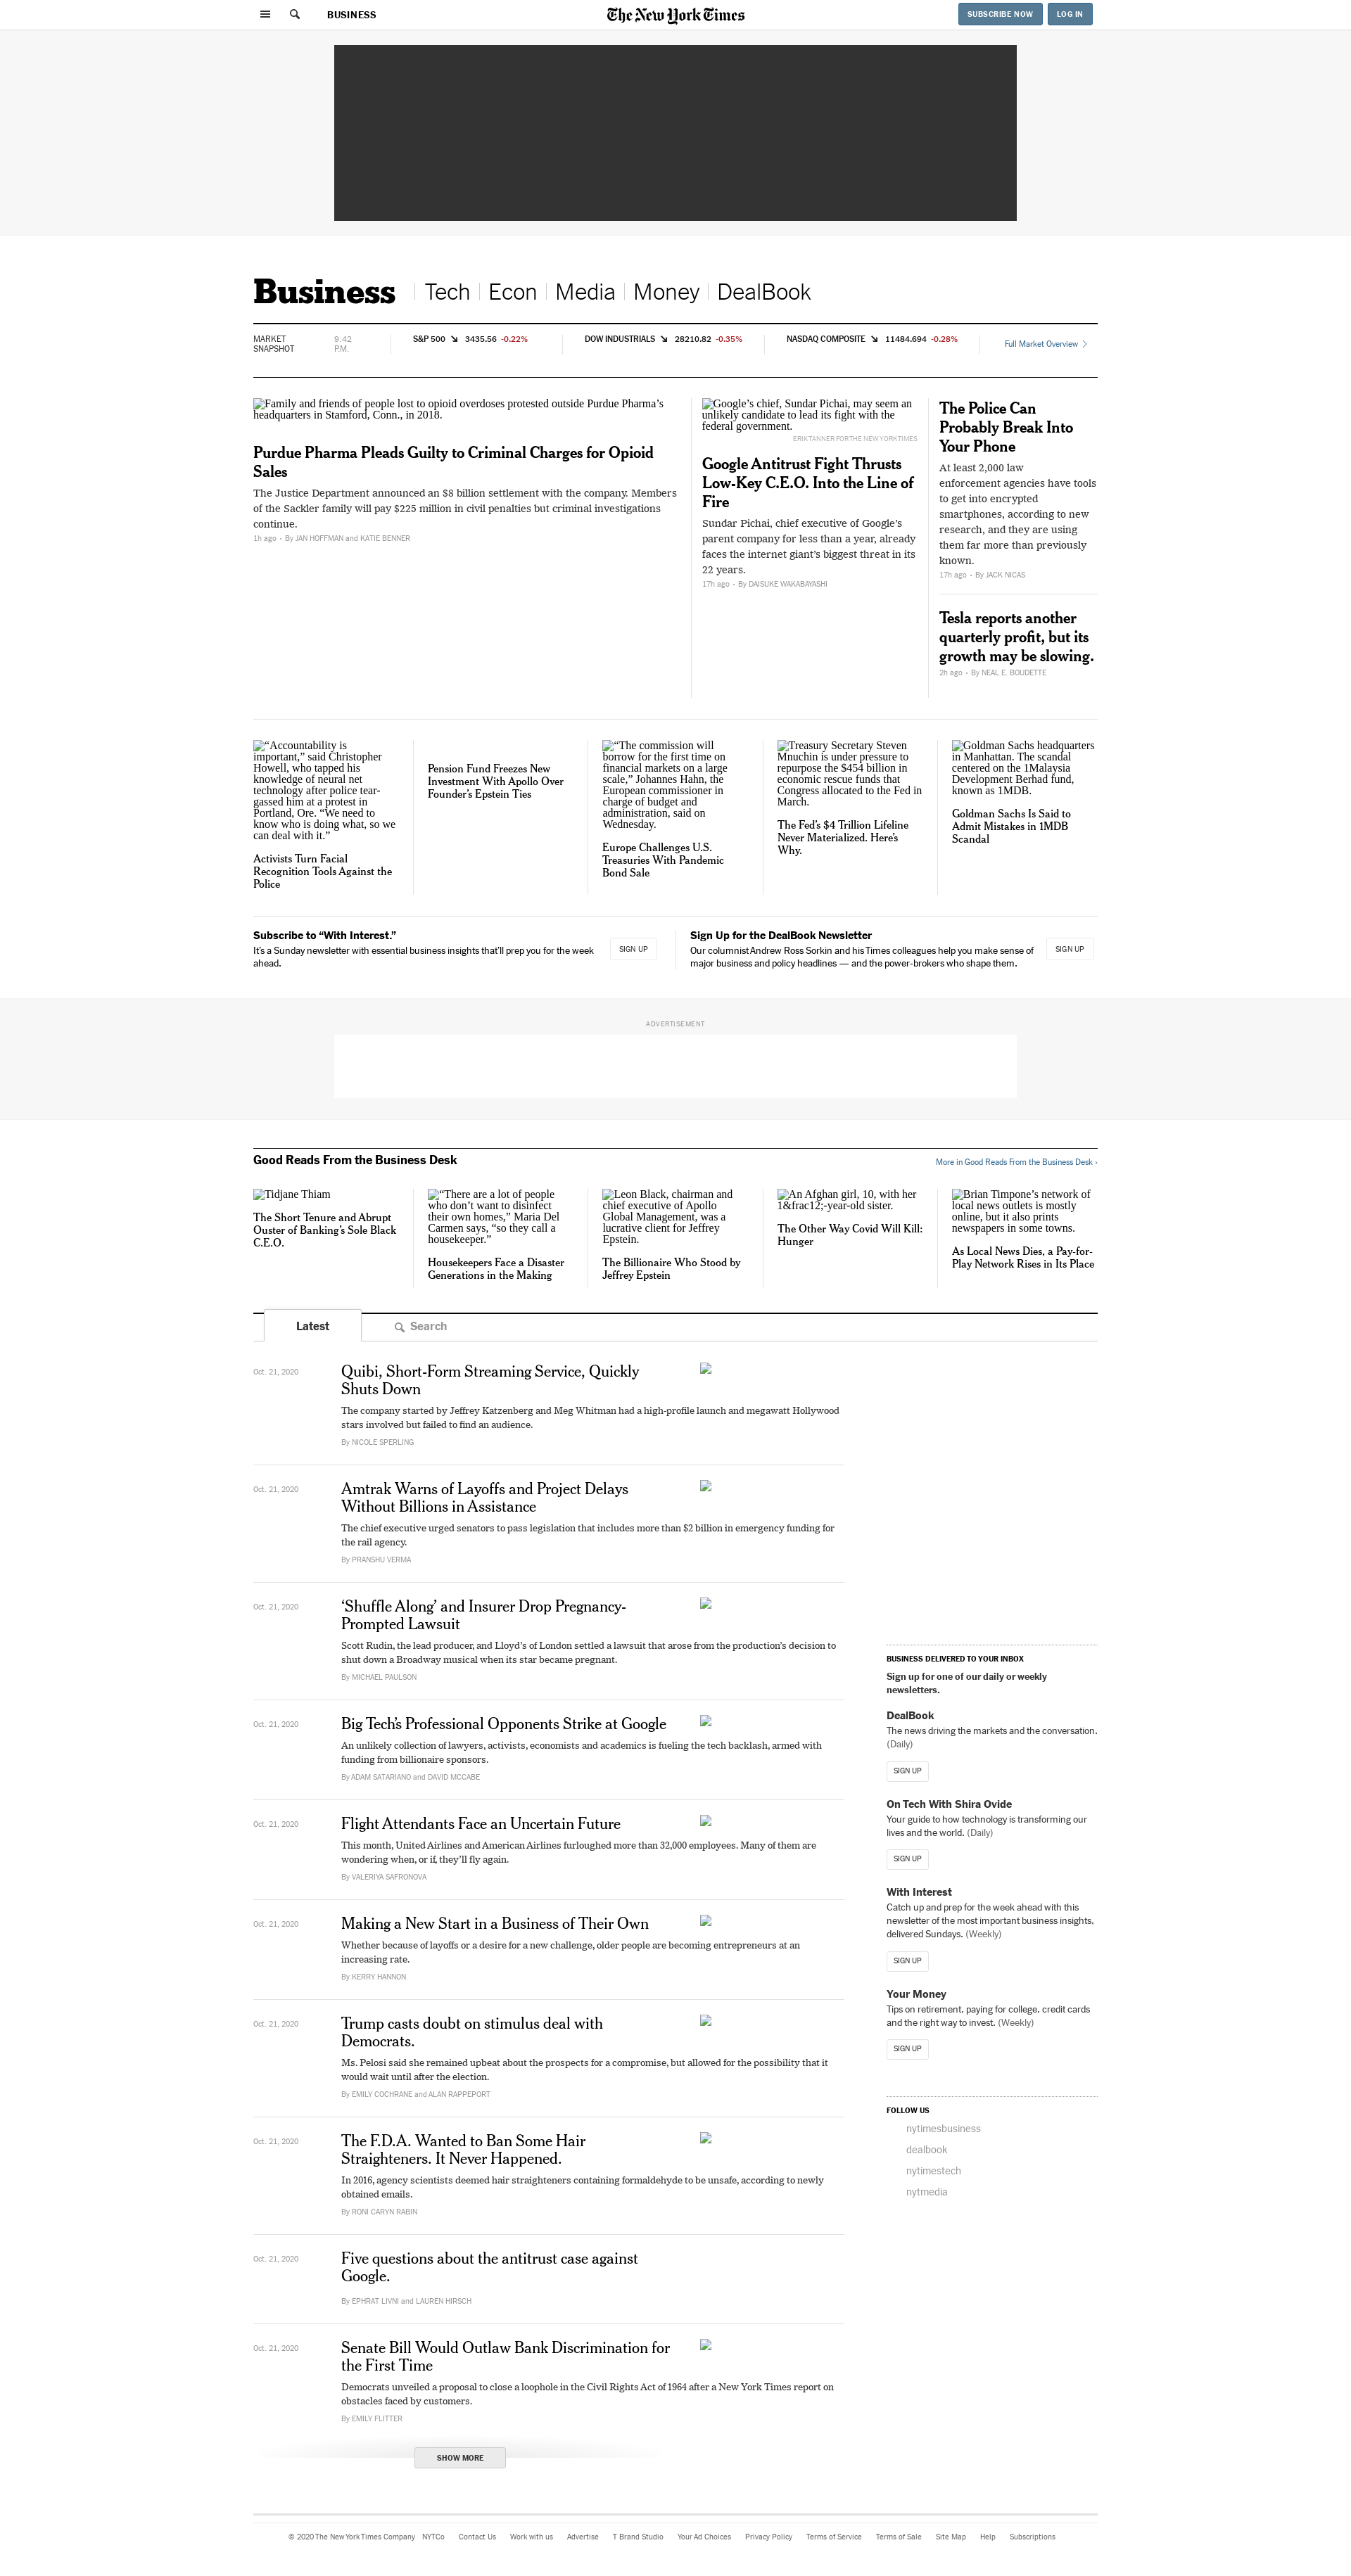 BUSINESS
The New York Times
SUBSCRIBE NOW
LOG IN
Business
Tech
Econ
Media
Money
DealBook
MARKET
SNAPSHOT
9:42
P.M.
S&P 500 3435.56 -0.22%
DOW INDUSTRIALS 28210.82 -0.35%
NASDAQ COMPOSITE 11484.694 -0.28%
Full Market Overview
Family and friends of people lost to opioid overdoses protested outside Purdue Pharma’s
headquarters in Stamford, Conn., in 2018.
Purdue Pharma Pleads Guilty to Criminal Charges for Opioid
Sales
The Justice Department announced an $8 billion settlement with the company. Members
of the Sackler family will pay $225 million in civil penalties but criminal investigations
continue.
1h ago • By JAN HOFFMAN and KATIE BENNER
Google’s chief, Sundar Pichai, may seem an
unlikely candidate to lead its fight with the
federal government.
ERIK TANNER FOR THE NEW YORK TIMES
Google Antitrust Fight Thrusts
Low-Key C.E.O. Into the Line of
Fire
Sundar Pichai, chief executive of Google’s
parent company for less than a year, already
faces the internet giant’s biggest threat in its
22 years.
17h ago • By DAISUKE WAKABAYASHI
The Police Can
Probably Break Into
Your Phone
At least 2,000 law
enforcement agencies have tools
to get into encrypted
smartphones, according to new
research, and they are using
them far more than previously
known.
17h ago • By JACK NICAS
Tesla reports another
quarterly profit, but its
growth may be slowing.
2h ago • By NEAL E. BOUDETTE
“Accountability is
important,” said Christopher
Howell, who tapped his
knowledge of neural net
technology after police tear-
gassed him at a protest in
Portland, Ore. “We need to
know who is doing what, so we
can deal with it.”
Activists Turn Facial
Recognition Tools Against the
Police
Pension Fund Freezes New
Investment With Apollo Over
Founder’s Epstein Ties
“The commission will
borrow for the first time on
financial markets on a large
scale,” Johannes Hahn, the
European commissioner in
charge of budget and
administration, said on
Wednesday.
Europe Challenges U.S.
Treasuries With Pandemic
Bond Sale
Treasury Secretary Steven
Mnuchin is under pressure to
repurpose the $454 billion in
economic rescue funds that
Congress allocated to the Fed in
March.
The Fed’s $4 Trillion Lifeline
Never Materialized. Here’s
Why.
Goldman Sachs headquarters
in Manhattan. The scandal
centered on the 1Malaysia
Development Berhad fund,
known as 1MDB.
Goldman Sachs Is Said to
Admit Mistakes in 1MDB
Scandal
Subscribe to “With Interest.”
It’s a Sunday newsletter with essential business insights that’ll prep you for the week
ahead.
SIGN UP
Sign Up for the DealBook Newsletter
Our columnist Andrew Ross Sorkin and his Times colleagues help you make sense of
major business and policy headlines — and the power-brokers who shape them.
SIGN UP
ADVERTISEMENT
Good Reads From the Business Desk
More in Good Reads From the Business Desk ›
Tidjane Thiam
The Short Tenure and Abrupt
Ouster of Banking’s Sole Black
C.E.O.
“There are a lot of people
who don’t want to disinfect
their own homes,” Maria Del
Carmen says, “so they call a
housekeeper.”
Housekeepers Face a Disaster
Generations in the Making
Leon Black, chairman and
chief executive of Apollo
Global Management, was a
lucrative client for Jeffrey
Epstein.
The Billionaire Who Stood by
Jeffrey Epstein
An Afghan girl, 10, with her
1&frac12;-year-old sister.
The Other Way Covid Will Kill:
Hunger
Brian Timpone’s network of
local news outlets is mostly
online, but it also prints
newspapers in some towns.
As Local News Dies, a Pay-for-
Play Network Rises in Its Place
Latest
Search
Oct. 21, 2020
Quibi, Short-Form Streaming Service, Quickly
Shuts Down
The company started by Jeffrey Katzenberg and Meg Whitman had a high-profile launch and megawatt Hollywood
stars involved but failed to find an audience.
By NICOLE SPERLING
Oct. 21, 2020
Amtrak Warns of Layoffs and Project Delays
Without Billions in Assistance
The chief executive urged senators to pass legislation that includes more than $2 billion in emergency funding for
the rail agency.
By PRANSHU VERMA
Oct. 21, 2020
‘Shuffle Along’ and Insurer Drop Pregnancy-
Prompted Lawsuit
Scott Rudin, the lead producer, and Lloyd’s of London settled a lawsuit that arose from the production’s decision to
shut down a Broadway musical when its star became pregnant.
By MICHAEL PAULSON
Oct. 21, 2020
Big Tech’s Professional Opponents Strike at Google
An unlikely collection of lawyers, activists, economists and academics is fueling the tech backlash, armed with
funding from billionaire sponsors.
By ADAM SATARIANO and DAVID MCCABE
Oct. 21, 2020
Flight Attendants Face an Uncertain Future
This month, United Airlines and American Airlines furloughed more than 32,000 employees. Many of them are
wondering when, or if, they’ll fly again.
By VALERIYA SAFRONOVA
Oct. 21, 2020
Making a New Start in a Business of Their Own
Whether because of layoffs or a desire for a new challenge, older people are becoming entrepreneurs at an
increasing rate.
By KERRY HANNON
Oct. 21, 2020
Trump casts doubt on stimulus deal with
Democrats.
Ms. Pelosi said she remained upbeat about the prospects for a compromise, but allowed for the possibility that it
would wait until after the election.
By EMILY COCHRANE and ALAN RAPPEPORT
Oct. 21, 2020
The F.D.A. Wanted to Ban Some Hair
Straighteners. It Never Happened.
In 2016, agency scientists deemed hair straighteners containing formaldehyde to be unsafe, according to newly
obtained emails.
By RONI CARYN RABIN
Oct. 21, 2020
Five questions about the antitrust case against
Google.
By EPHRAT LIVNI and LAUREN HIRSCH
Oct. 21, 2020
Senate Bill Would Outlaw Bank Discrimination for
the First Time
Democrats unveiled a proposal to close a loophole in the Civil Rights Act of 1964 after a New York Times report on
obstacles faced by customers.
By EMILY FLITTER
SHOW MORE
BUSINESS DELIVERED TO YOUR INBOX
Sign up for one of our daily or weekly
newsletters.
DealBook
The news driving the markets and the conversation.
(Daily)
SIGN UP
On Tech With Shira Ovide
Your guide to how technology is transforming our
lives and the world. (Daily)
SIGN UP
With Interest
Catch up and prep for the week ahead with this
newsletter of the most important business insights,
delivered Sundays. (Weekly)
SIGN UP
Your Money
Tips on retirement, paying for college, credit cards
and the right way to invest. (Weekly)
SIGN UP
FOLLOW US
nytimesbusiness
dealbook
nytimestech
nytmedia
© 2020 The New York Times Company NYTCo Contact Us Work with us Advertise T Brand Studio Your Ad Choices Privacy Policy Terms of Service Terms of Sale Site Map Help Subscriptions